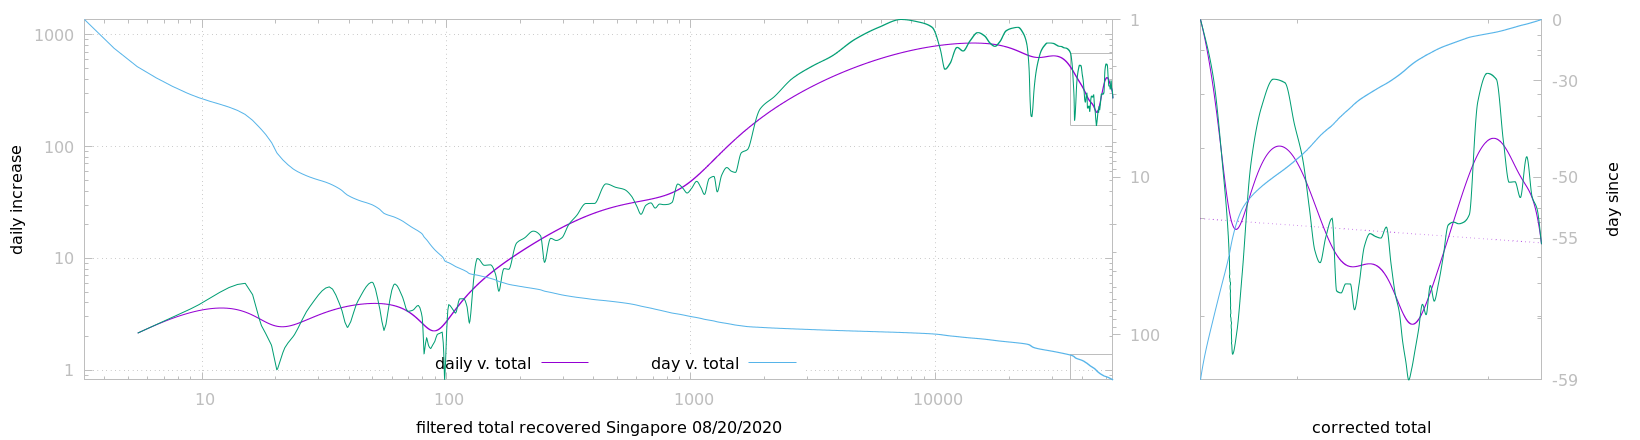 1000
100
10
1
daily increase
10
100
1000
10000
filtered total recovered Singapore 08/20/2020
daily v. total
day v. total
1
10
100
0
-30
-50
-55
-59
day since
corrected total